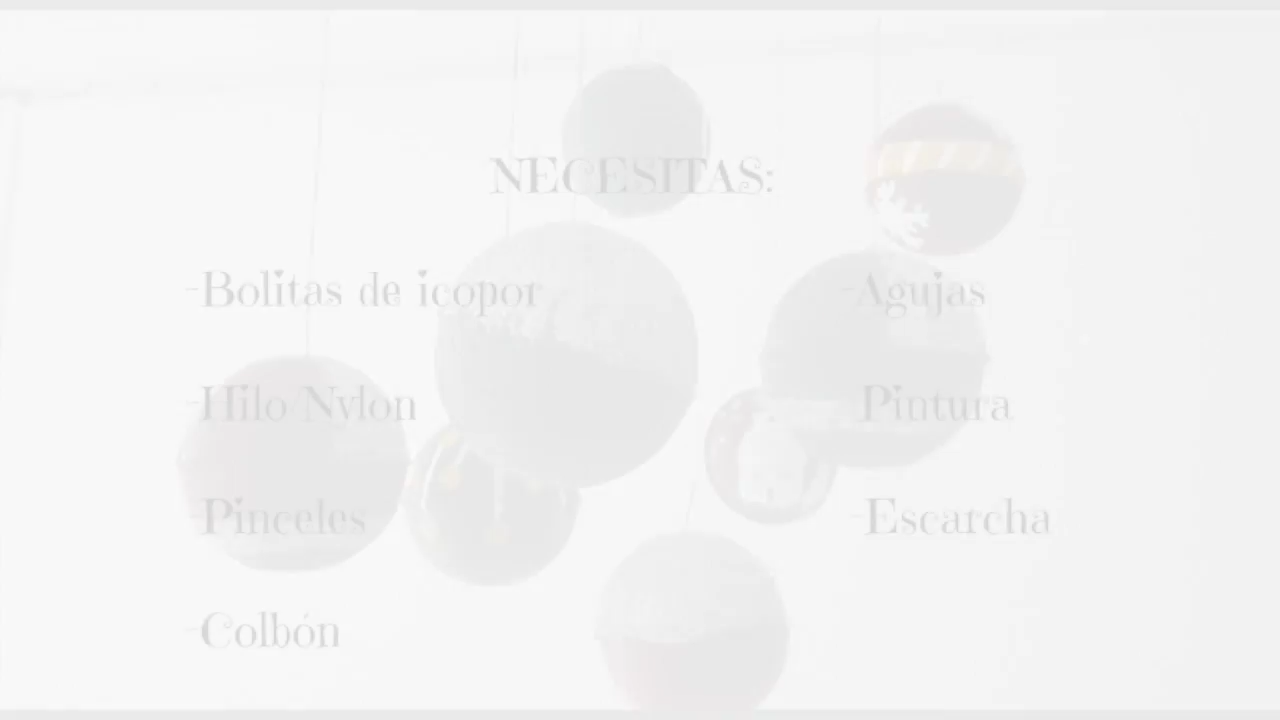 NECESITAS:
-Bolitas de icopor
-Hilo Nylon
-Pinceles
-Colbón
-Agujas
-Pintura
-Escarcha